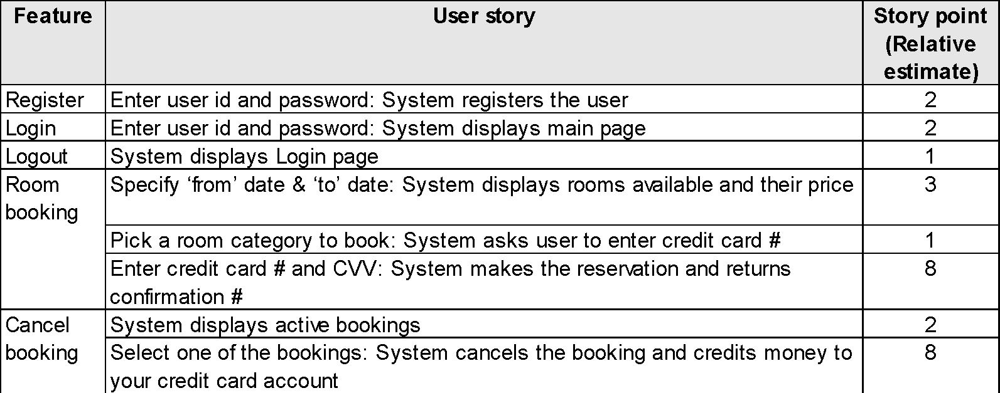 Feature User story Story point
(Relative
estimate)
Register Enter user id and password: System registers the user 2
Login Enter user id and password: System displays main page 2
Logout System displays Login page 1
Room booking Specify ‘from’ date & ‘to’ date: System displays rooms available and their price 3
Pick a room category to book: System asks user to enter credit card # 1
Enter credit card # and CVV: System makes the reservation and returns 8
confirmation #
Cancel booking System displays active bookings 2
Select one of the bookings: System cancels the booking and credits money to 8
your credit card account